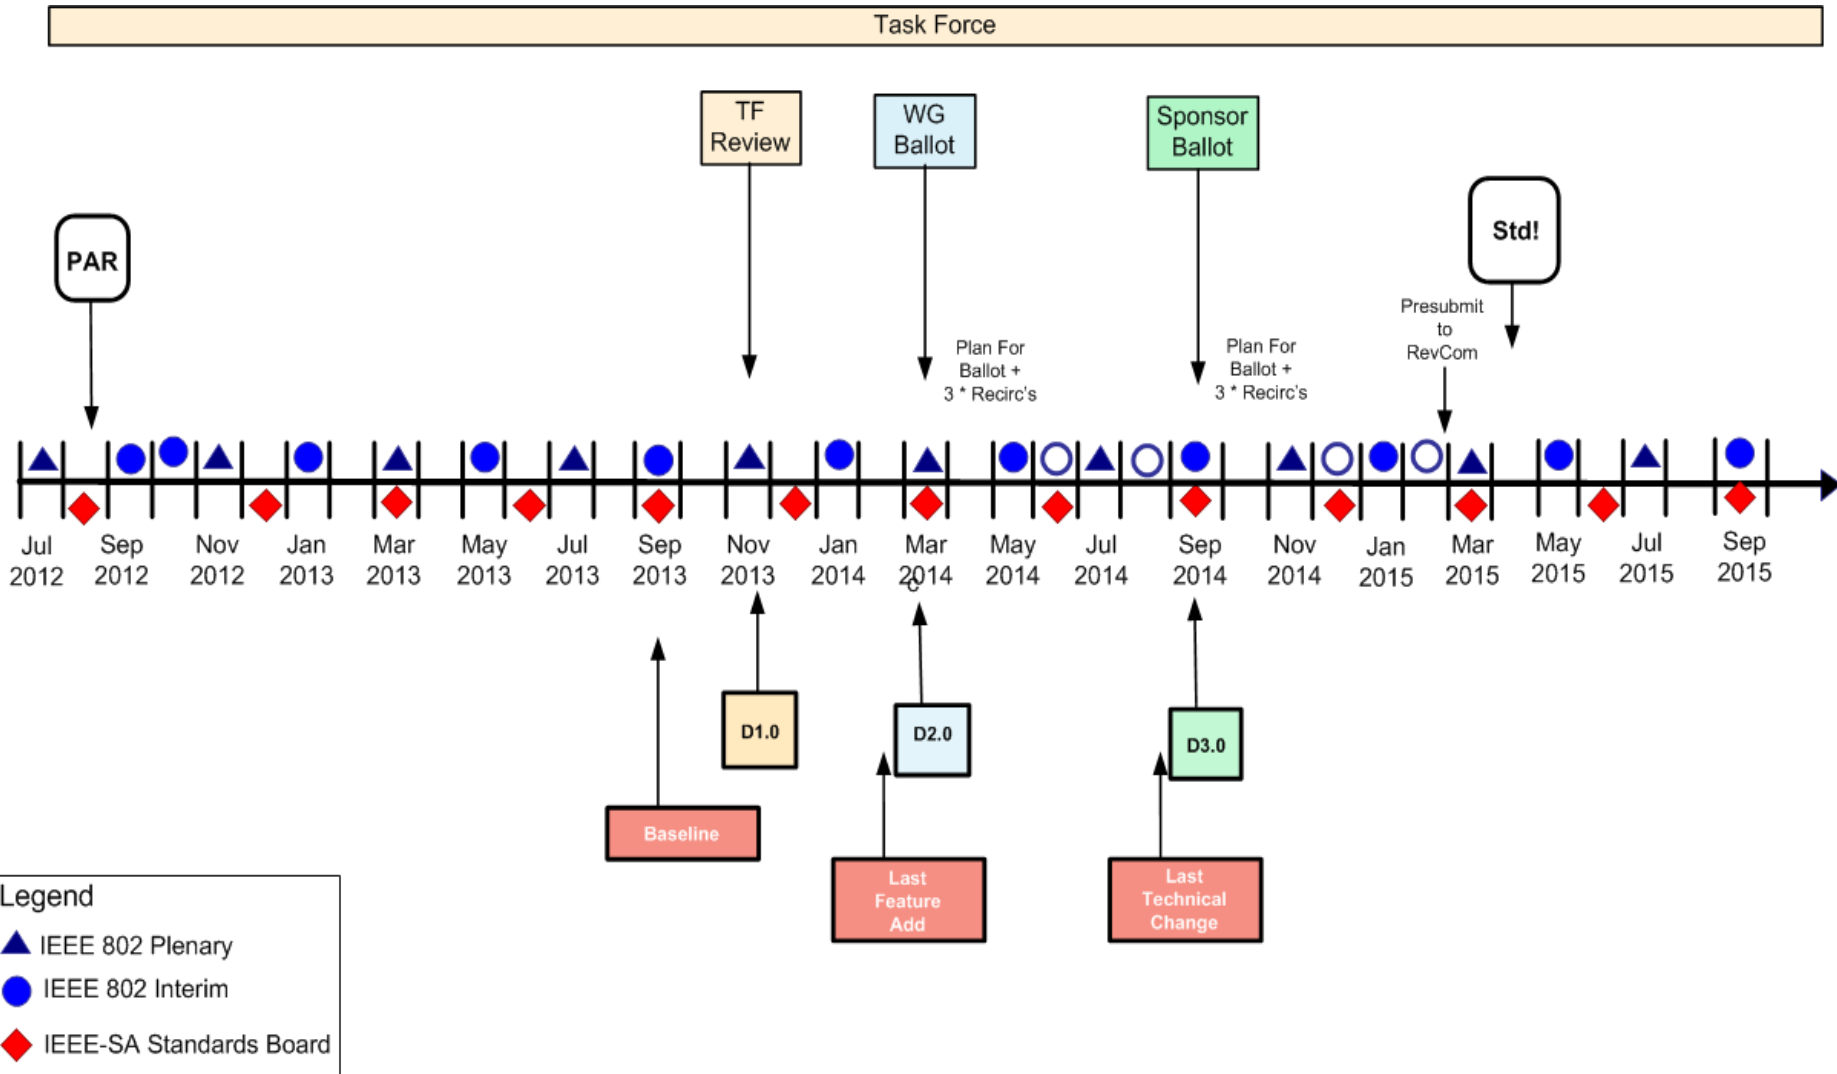 Task Force
TF
Review
WG
Ballot
Sponsor
Ballot
PAR
Std!
Presubmit
to
RevCom
Plan For
Ballot +
3 * Recirc's
Plan For
Ballot +
3 * Recirc's
Jul
2012
Sep
2012
Nov
2012
Jan
2013
Mar
2013
May
2013
Jul
2013
Sep
2013
Nov
2013
Jan
2014
Mar
2014
May
2014
Jul
2014
Sep
2014
Nov
2014
Jan
2015
Mar
2015
May
2015
Jul
2015
Sep
2015
D1.0
D2.0
D3.0
Baseline
Last
Feature
Add
Last
Technical
Change
Legend
IEEE 802 Plenary
IEEE 802 Interim
IEEE-SA Standards Board